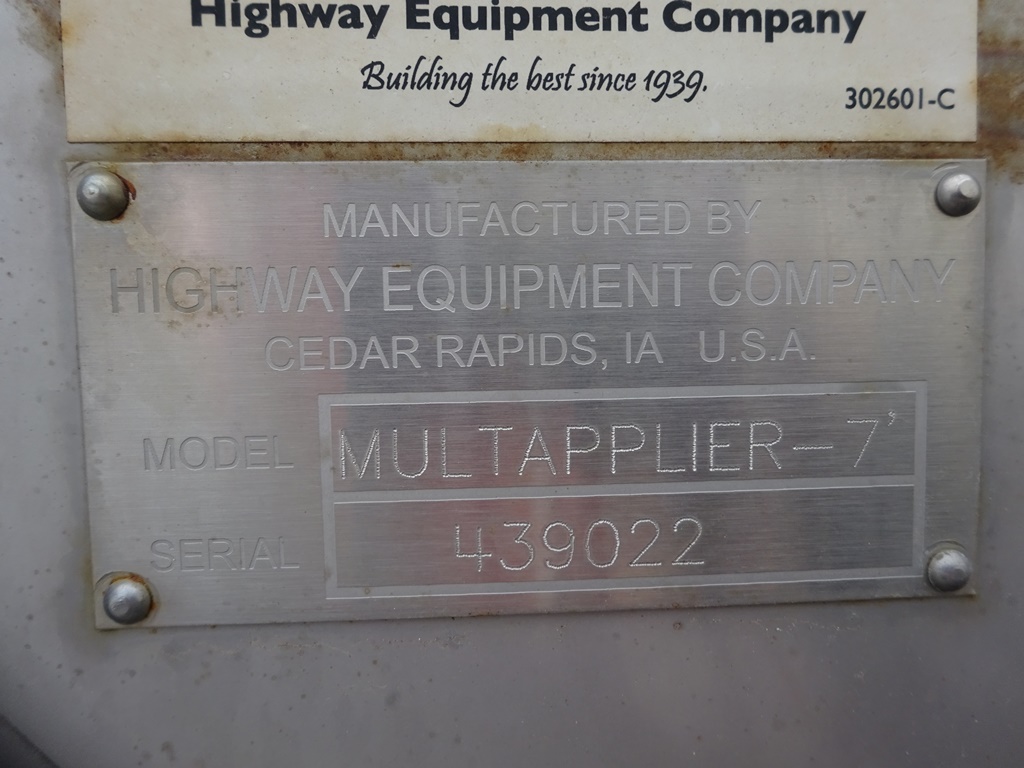 Highway Equipment Company
Building the best since 1939.
302601-C
MANUFACTURED BY
HIGHWAY EQUIPMENT COMPANY
CEDAR RAPIDS, IA U.S.A.
MODEL MULTAPPLIER-7'
SERIAL 439022